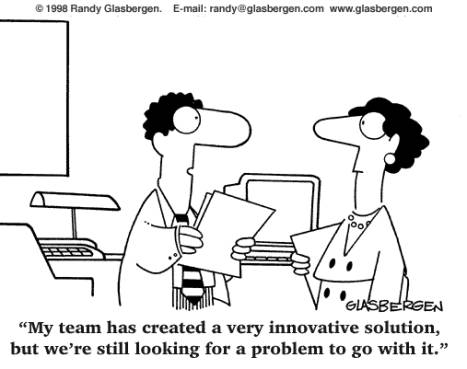 © 1998 Randy Glasbergen. E-mail: randy@glasbergen.com www.glasbergen.com
GLASBERGEN
“My team has created a very innovative solution,
but we’re still looking for a problem to go with it.”